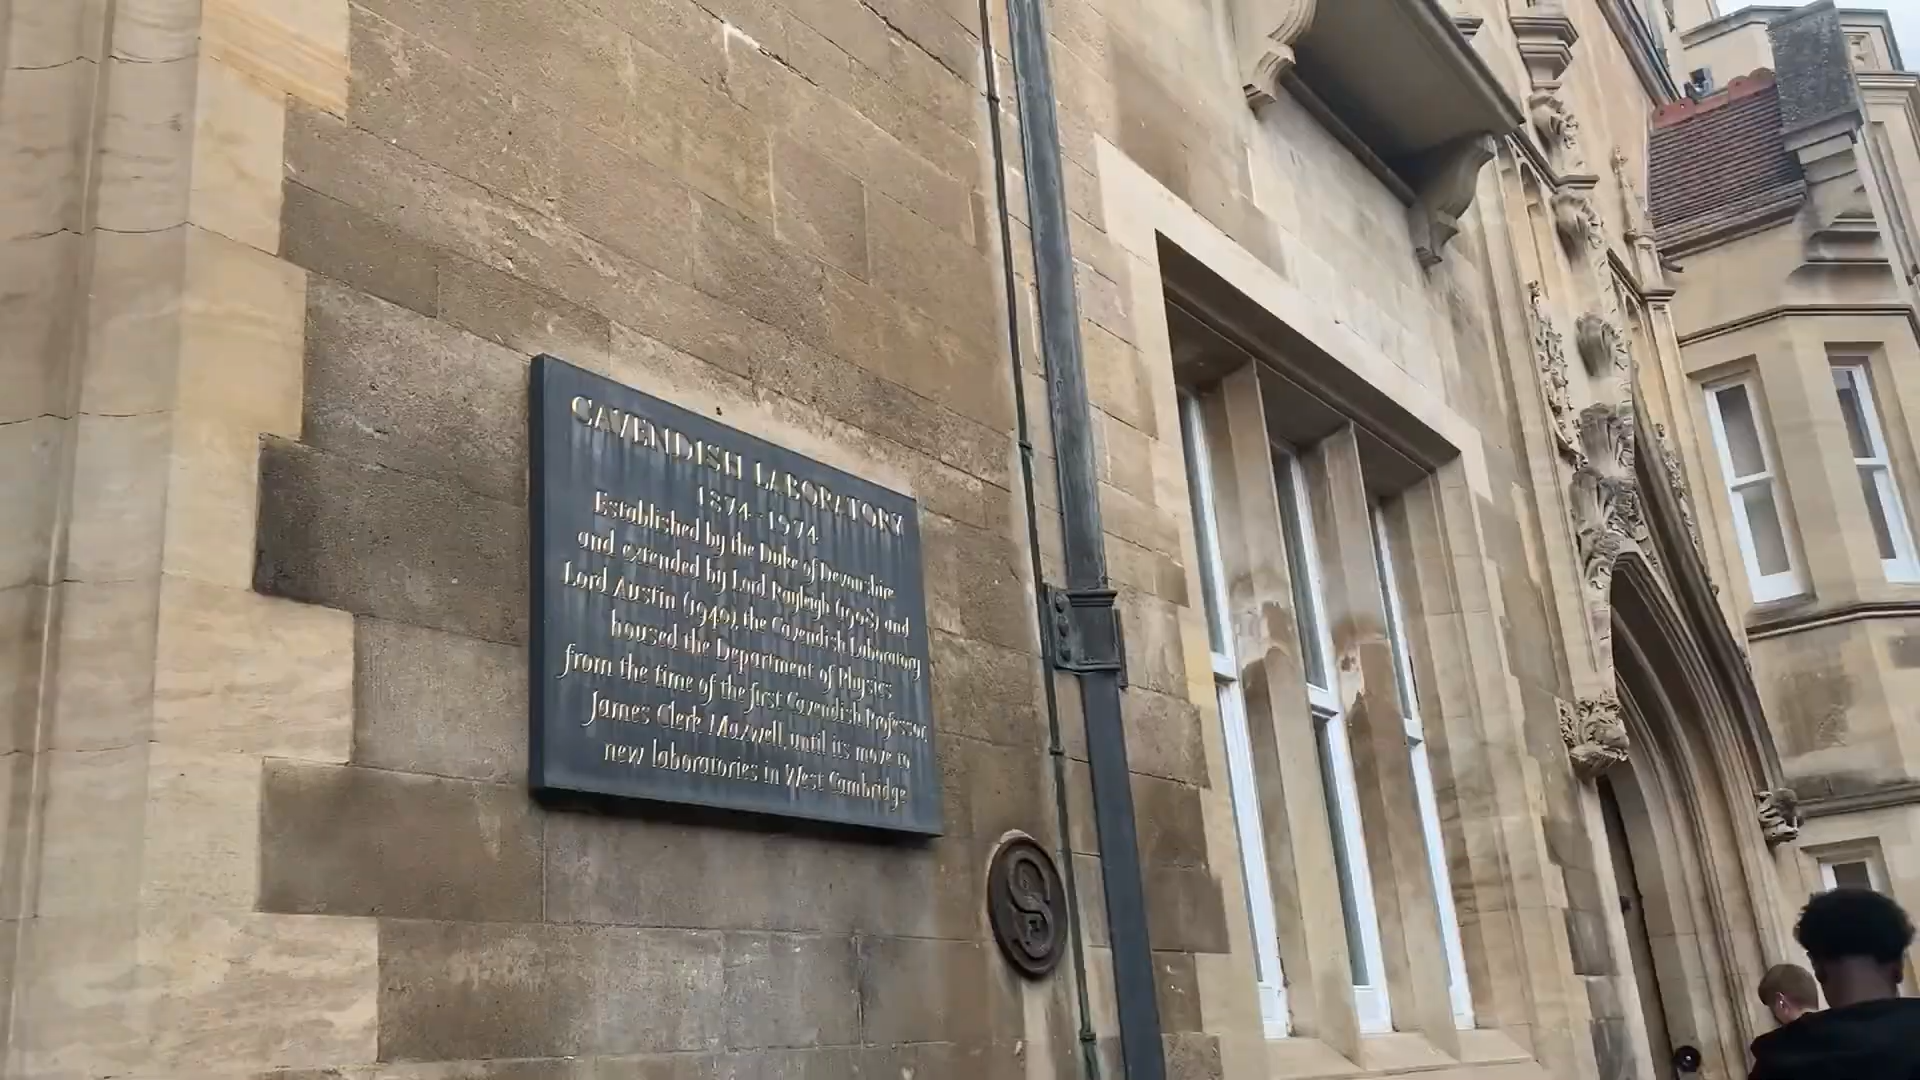 CAVENDISH LABORATORY
1874-1974
Established by the Duke of Devonshire
and extended by Lord Rayleigh (1908) and
Lord Austin (1940), the Cavendish Laboratory
housed the Department of Physics
from the time of the first Cavendish Professor,
James Clerk Maxwell, until its move to
new laboratories in West Cambridge
S